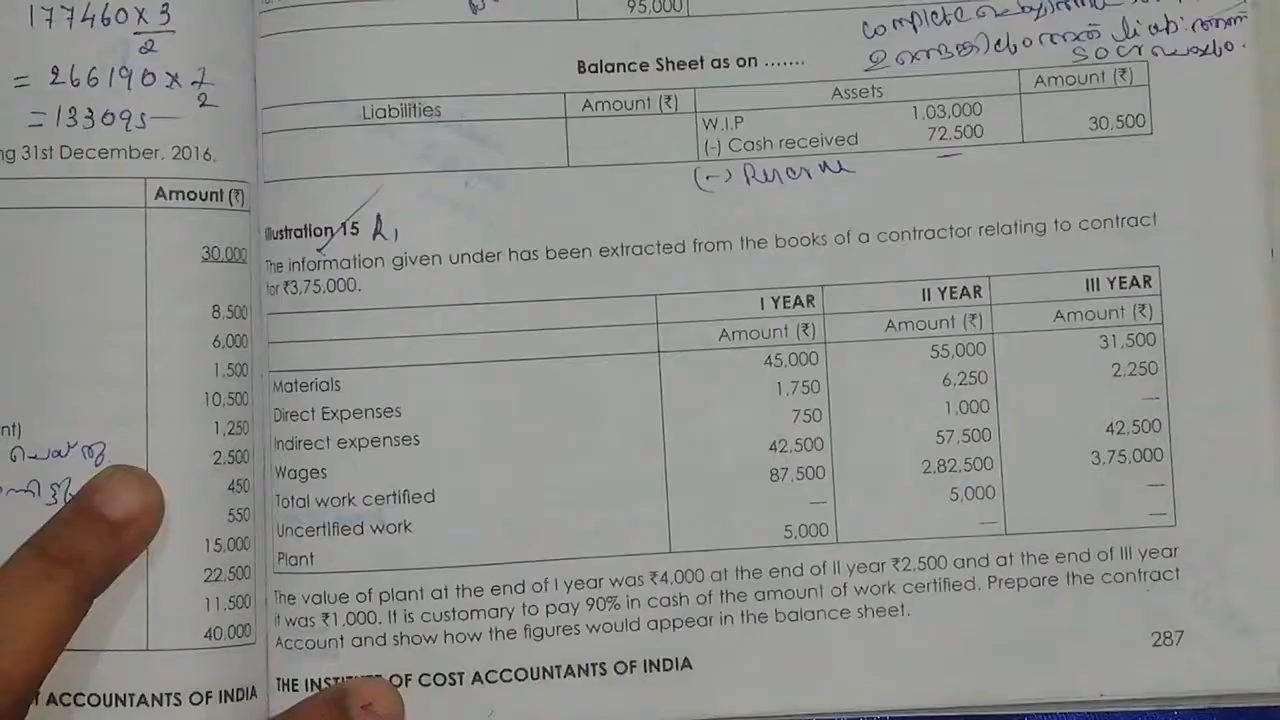 177460 x 3
2
= 266190 x 1
2
= 133095
ng 31st December, 2016.
Amount (₹)
30,000
8,500
6,000
1,500
10,500
1,250
nt)
2,500
450
550
15,000
22,500
11,500
40,000
ACCOUNTANTS OF INDIA
95,000
complete
Balance Sheet as on .......
Liabilities Amount (₹) Assets Amount (₹)
W.I.P 1,03,000
(-) Cash received 72,500 30,500
(-) Reserve
Illustration 15
The information given under has been extracted from the books of a contractor relating to contract
for ₹3,75,000.
I YEAR II YEAR III YEAR
Amount (₹) Amount (₹) Amount (₹)
Materials 45,000 55,000 31,500
Direct Expenses 1,750 6,250 2,250
Indirect expenses 750 1,000 —
Wages 42,500 57,500 42,500
Total work certified 87,500 2,82,500 3,75,000
Uncertified work — 5,000 —
Plant 5,000 — —
The value of plant at the end of I year was ₹4,000 at the end of II year ₹2,500 and at the end of III year
it was ₹1,000. It is customary to pay 90% in cash of the amount of work certified. Prepare the contract
Account and show how the figures would appear in the balance sheet.
287
THE OF COST ACCOUNTANTS OF INDIA